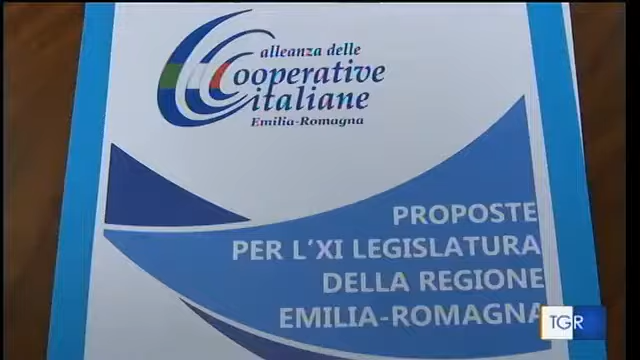 alleanza delle
Cooperative
italiane
Emilia-Romagna
PROPOSTE
PER L'XI LEGISLATURA
DELLA REGIONE
EMILIA-ROMAGNA
TGR